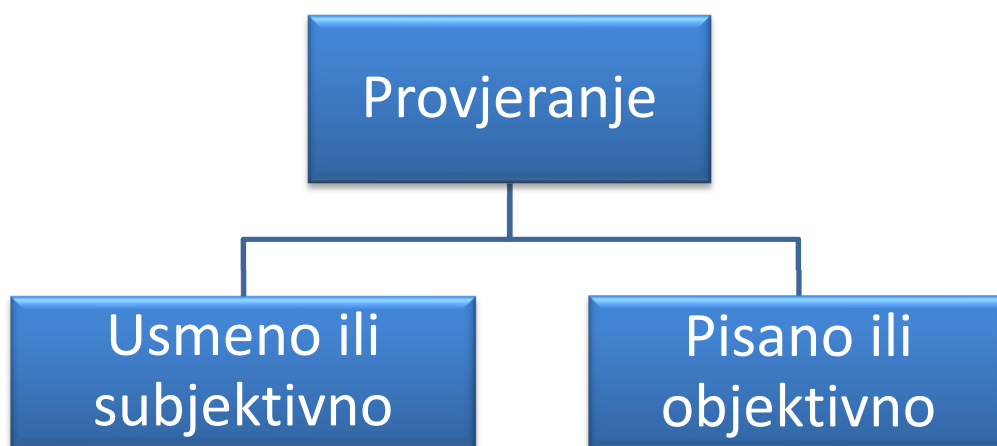 Provjeranje
Usmeno ili
subjektivno
Pisano ili
objektivno